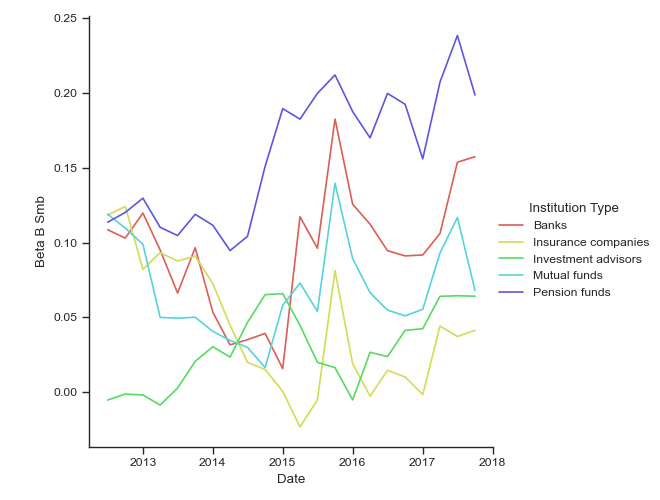 0.25
0.20
0.15
0.10
0.05
0.00
Beta B Smb
2013 2014 2015 2016 2017 2018
Date
Institution Type
Banks
Insurance companies
Investment advisors
Mutual funds
Pension funds